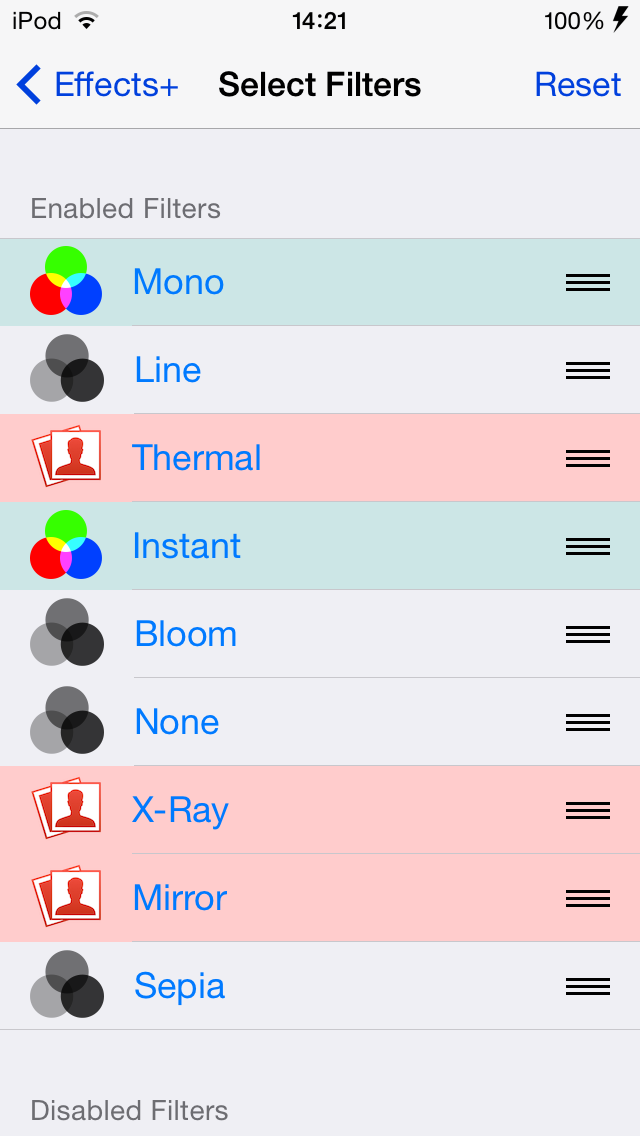 iPod 14:21 100%
Effects+ Select Filters Reset
Enabled Filters
Mono
Line
Thermal
Instant
Bloom
None
X-Ray
Mirror
Sepia
Disabled Filters